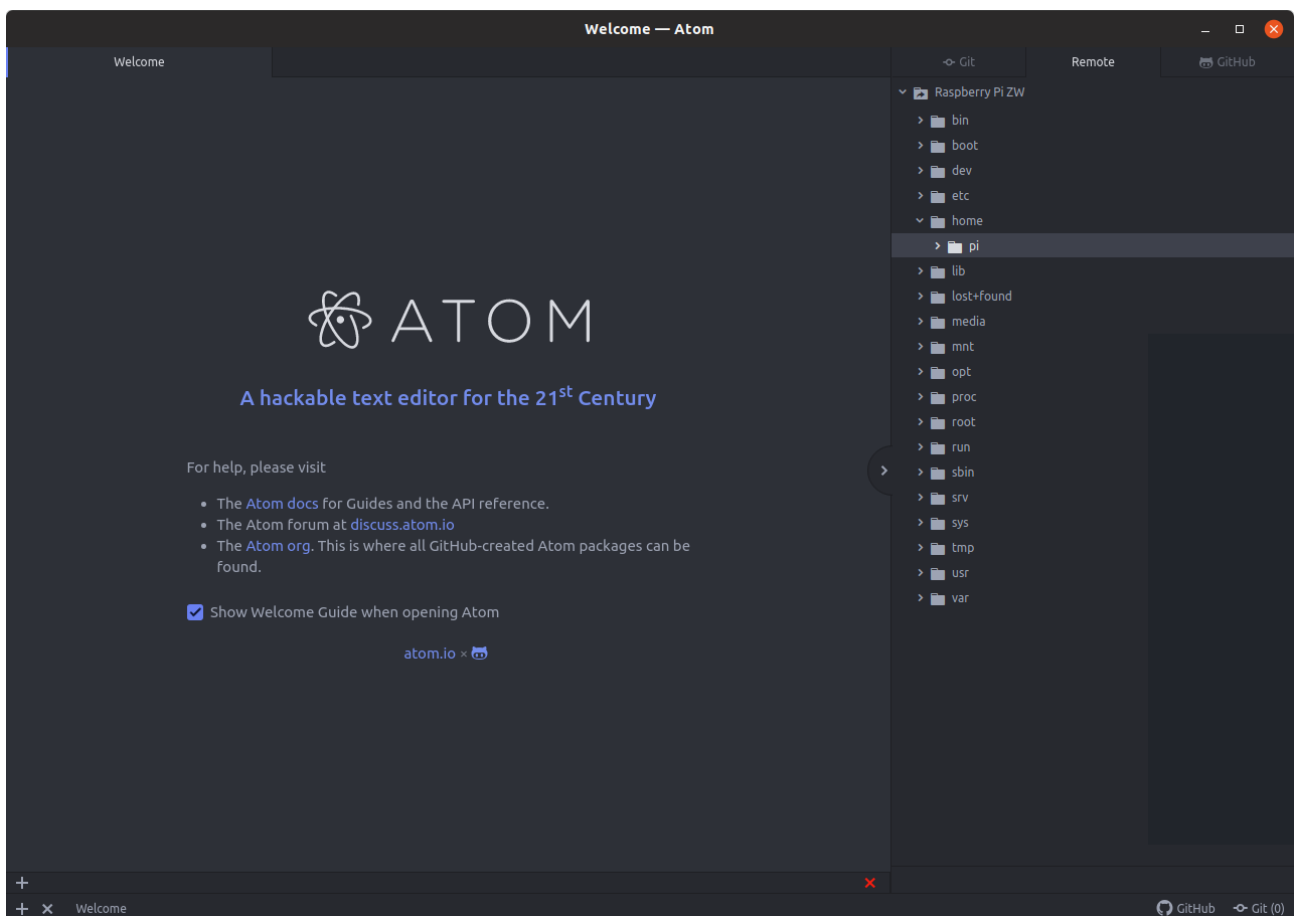 Welcome — Atom
Welcome
Git
Remote
GitHub
Raspberry Pi ZW
bin
boot
dev
etc
home
pi
lib
lost+found
media
mnt
opt
proc
root
run
sbin
srv
sys
tmp
usr
var
ATOM
A hackable text editor for the 21st Century
For help, please visit
• The Atom docs for Guides and the API reference.
• The Atom forum at discuss.atom.io
• The Atom org. This is where all GitHub-created Atom packages can be
found.
Show Welcome Guide when opening Atom
atom.io ×
Welcome
GitHub
Git (0)